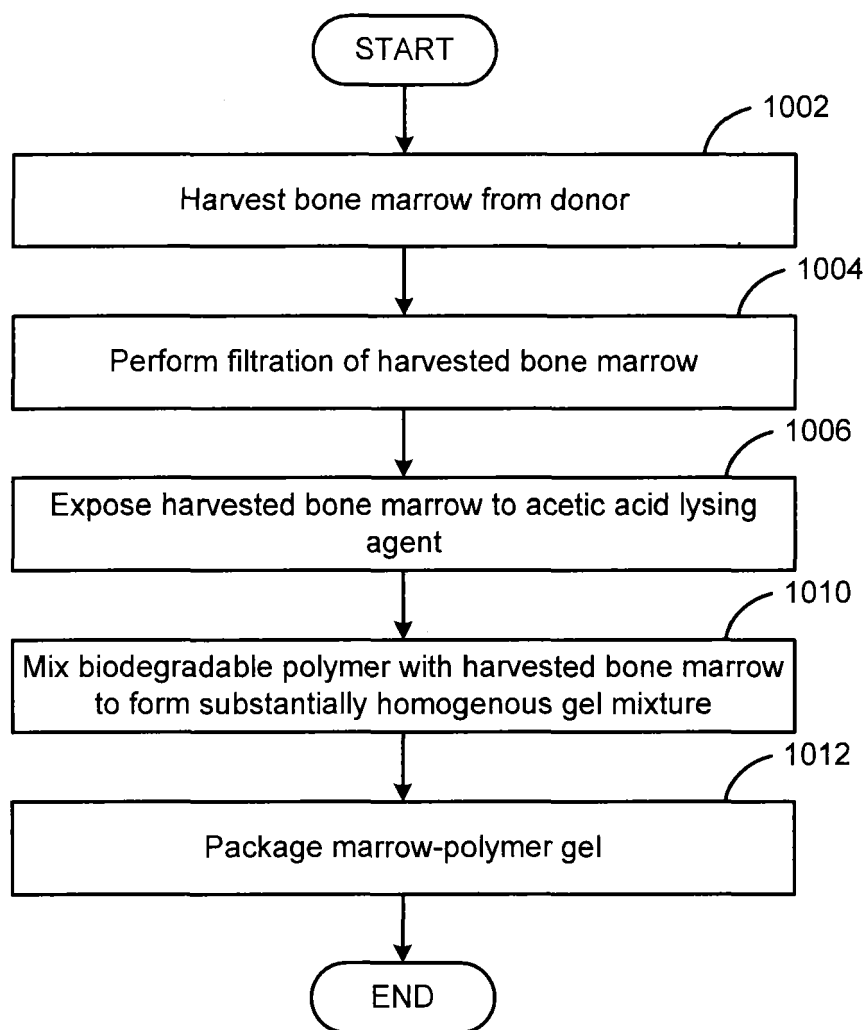 START
1002
Harvest bone marrow from donor
1004
Perform filtration of harvested bone marrow
1006
Expose harvested bone marrow to acetic acid lysing
agent
1010
Mix biodegradable polymer with harvested bone marrow
to form substantially homogenous gel mixture
1012
Package marrow-polymer gel
END